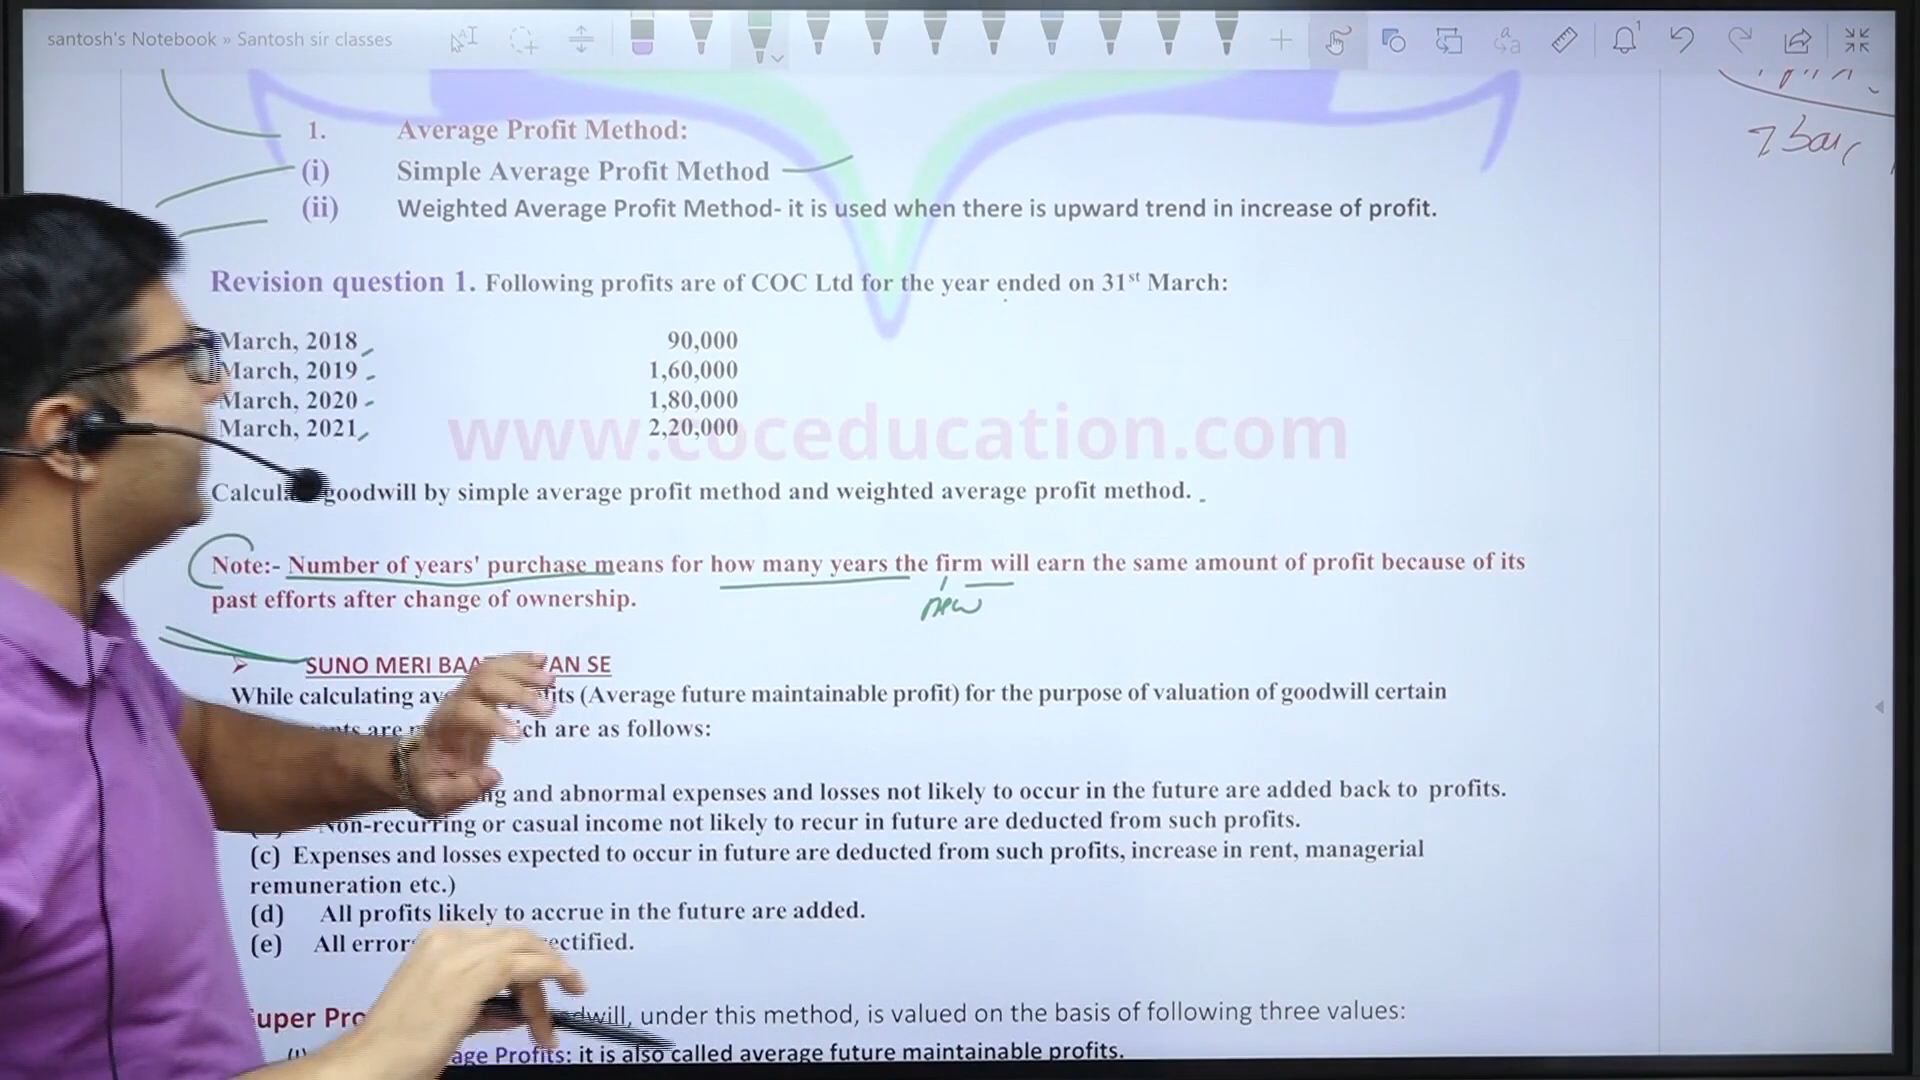 santosh's Notebook » Santosh sir classes
1. Average Profit Method:
(i) Simple Average Profit Method
(ii) Weighted Average Profit Method- it is used when there is upward trend in increase of profit.
Revision question 1. Following profits are of COC Ltd for the year ended on 31st March:
March, 2018 90,000
March, 2019 1,60,000
March, 2020 1,80,000
March, 2021 2,20,000
www.coceducation.com
goodwill by simple average profit method and weighted average profit method.
Note:- Number of years' purchase means for how many years the firm will earn the same amount of profit because of its
new
past efforts after change of ownership.
SUNO MERI AN SE
While calculating (Average future maintainable profit) for the purpose of valuation of goodwill certain
are as follows:
and abnormal expenses and losses not likely to occur in the future are added back to profits.
Non-recurring or casual income not likely to recur in future are deducted from such profits.
(c) Expenses and losses expected to occur in future are deducted from such profits, increase in rent, managerial
remuneration etc.)
(d) All profits likely to accrue in the future are added.
(e) All
under this method, is valued on the basis of following three values:
Profits: it is also called average future maintainable profits.